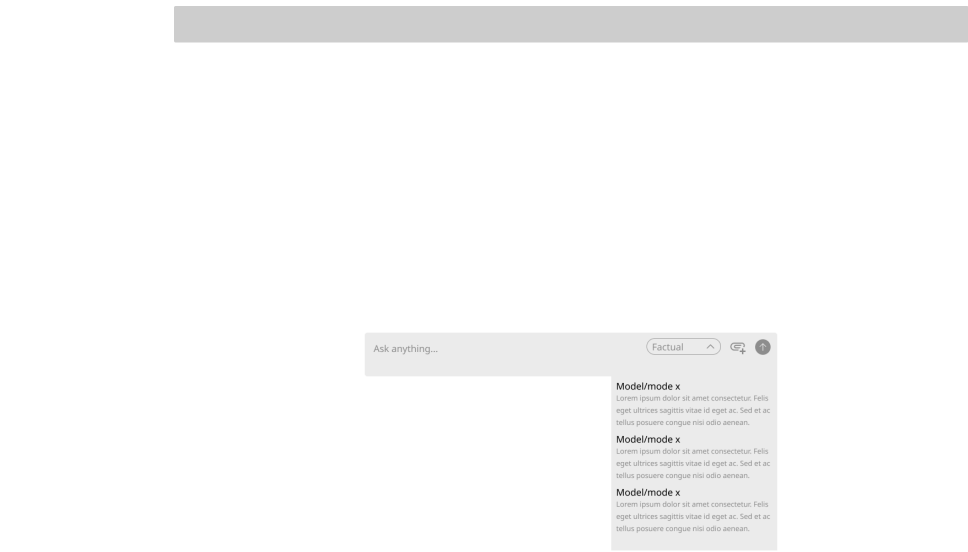 Ask anything...
Factual
Model/mode x
Lorem ipsum dolor sit amet consectetur. Felis
eget ultrices sagittis vitae id eget ac. Sed et ac
tellus posuere congue nisi odio aenean.
Model/mode x
Lorem ipsum dolor sit amet consectetur. Felis
eget ultrices sagittis vitae id eget ac. Sed et ac
tellus posuere congue nisi odio aenean.
Model/mode x
Lorem ipsum dolor sit amet consectetur. Felis
eget ultrices sagittis vitae id eget ac. Sed et ac
tellus posuere congue nisi odio aenean.